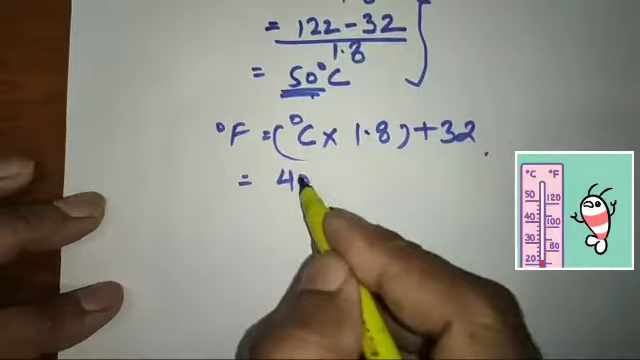 = 122 - 32
1.8
= 50°C
°F = (°C × 1.8) + 32
= 4
°C °F
50 120
40 100
30 80
20